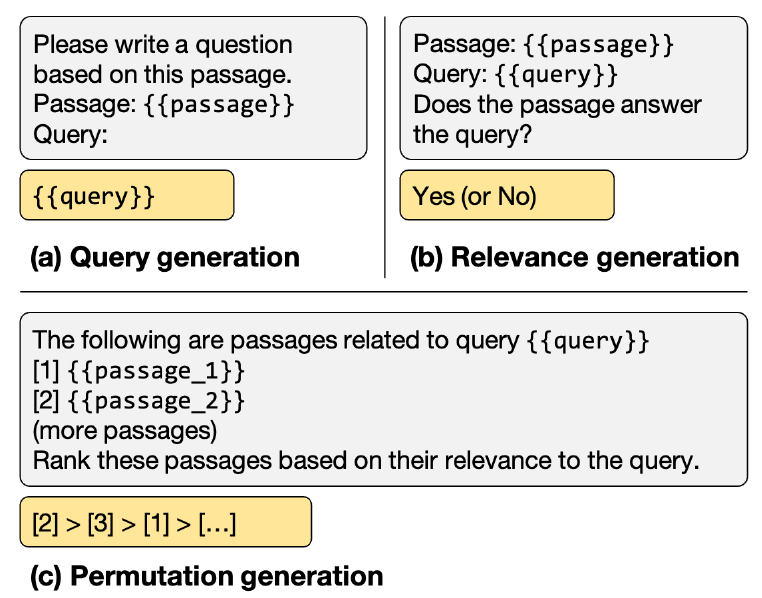 Please write a question
based on this passage.
Passage: {{passage}}
Query:
{{query}}
(a) Query generation
Passage: {{passage}}
Query: {{query}}
Does the passage answer
the query?
Yes (or No)
(b) Relevance generation
The following are passages related to query {{query}}
[1] {{passage_1}}
[2] {{passage_2}}
(more passages)
Rank these passages based on their relevance to the query.
[2] > [3] > [1] > [...]
(c) Permutation generation